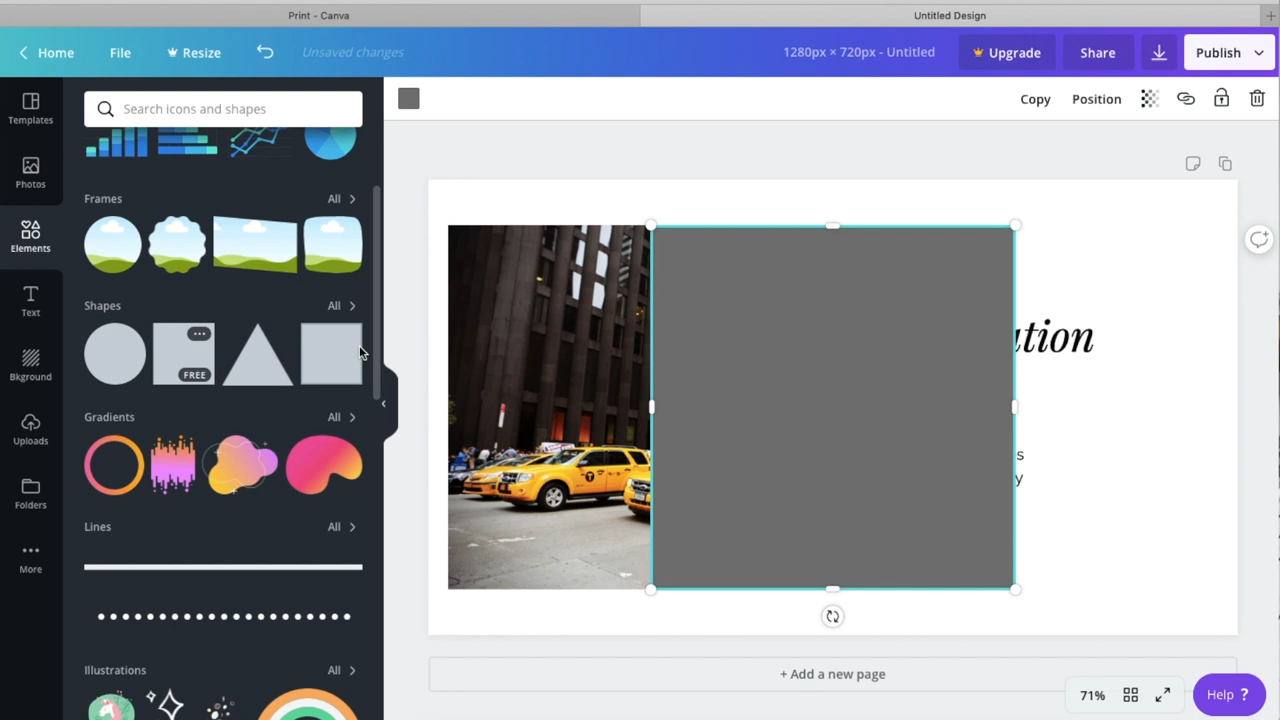 Print - Canva
Untitled Design
Home
File
Resize
Unsaved changes
1280px × 720px - Untitled
Upgrade
Share
Publish
Templates
Photos
Elements
Text
Bkground
Uploads
Folders
More
Search icons and shapes
Frames
All
Shapes
All
FREE
Gradients
All
Lines
All
Illustrations
All
Copy
Position
s
y
+ Add a new page
71%
Help ?